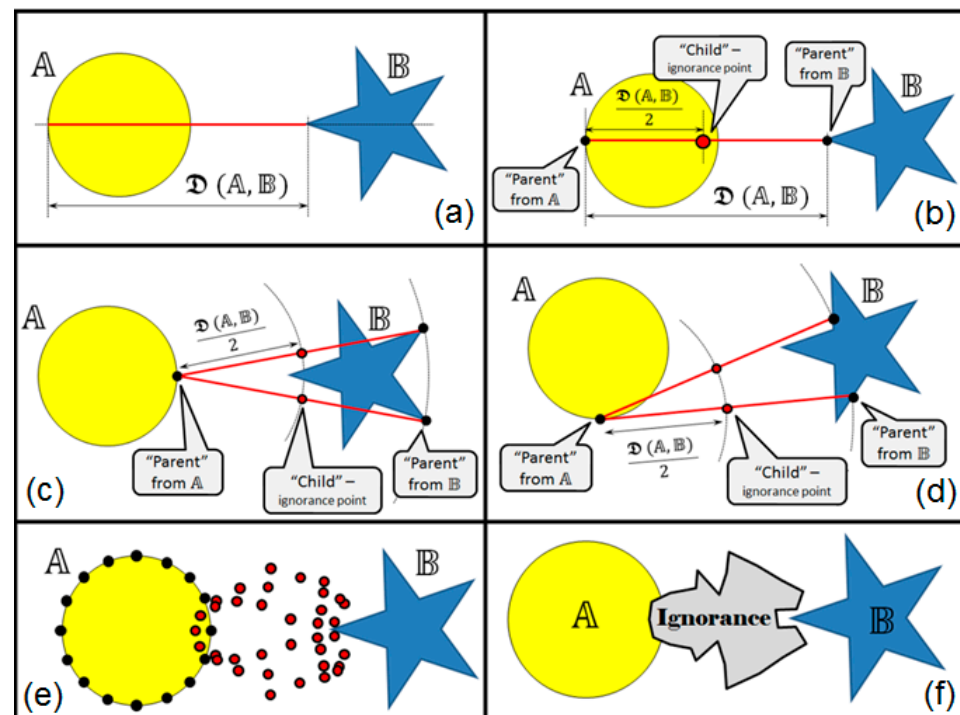 𝔸
𝔹
𝕯 (𝔸, 𝔹)
(a)
"Child" –
ignorance point
"Parent"
from 𝔹
𝔸
𝔹
𝕯 (𝔸, 𝔹)
2
"Parent"
from 𝔸
𝕯 (𝔸, 𝔹)
(b)
𝔸
𝔹
𝕯 (𝔸, 𝔹)
2
"Parent"
from 𝔸
"Child" –
ignorance point
"Parent"
from 𝔹
(c)
𝔸
𝔹
𝕯 (𝔸, 𝔹)
2
"Parent"
from 𝔸
"Child" –
ignorance point
"Parent"
from 𝔹
(d)
𝔸
𝔹
(e)
𝔸
Ignorance
𝔹
(f)